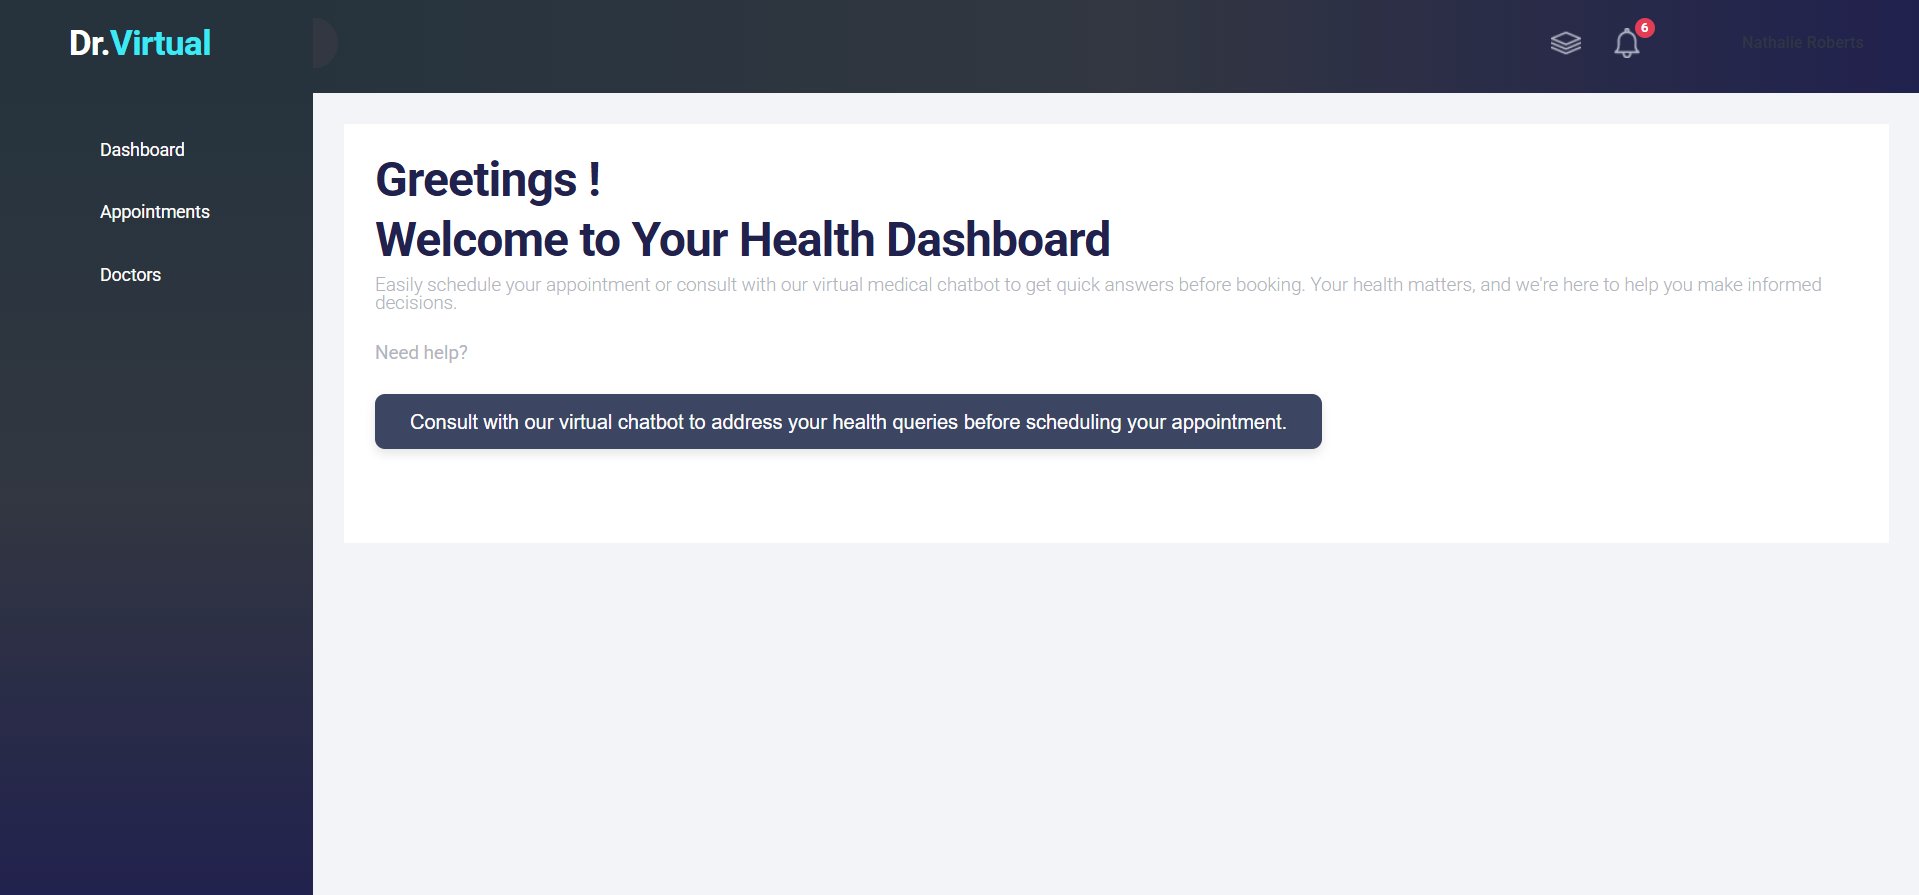 Dr.Virtual
6
Nathalie Roberts
Dashboard
Appointments
Doctors
Greetings !
Welcome to Your Health Dashboard
Easily schedule your appointment or consult with our virtual medical chatbot to get quick answers before booking. Your health matters, and we're here to help you make informed
decisions.
Need help?
Consult with our virtual chatbot to address your health queries before scheduling your appointment.